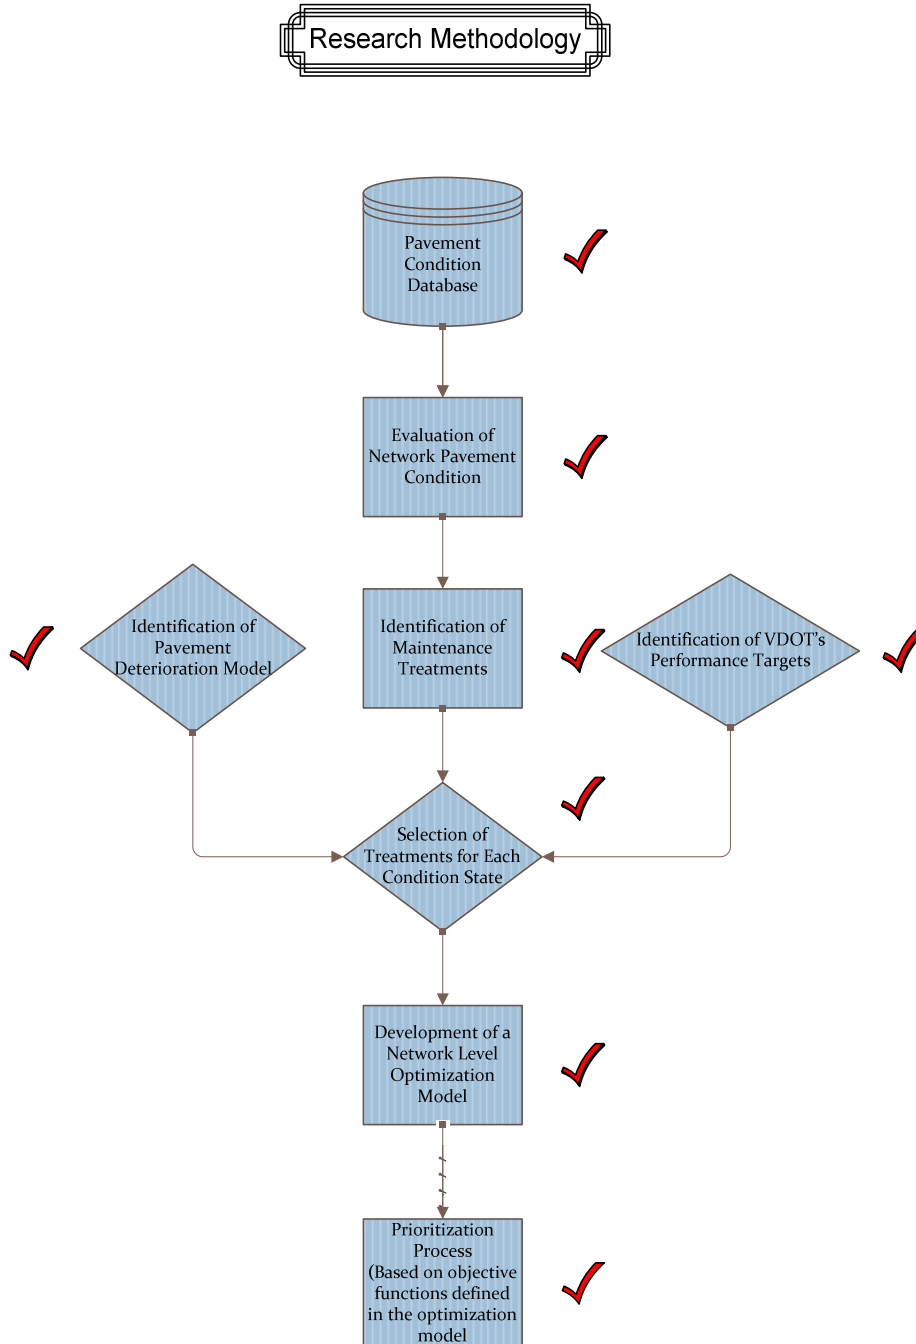 Research Methodology
Pavement
Condition
Database
Evaluation of
Network Pavement
Condition
Identification of
Pavement
Deterioration Model
Identification of
Maintenance
Treatments
Identification of VDOT's
Performance Targets
Selection of
Treatments for Each
Condition State
Development of a
Network Level
Optimization
Model
Prioritization
Process
(Based on objective
functions defined
in the optimization
model